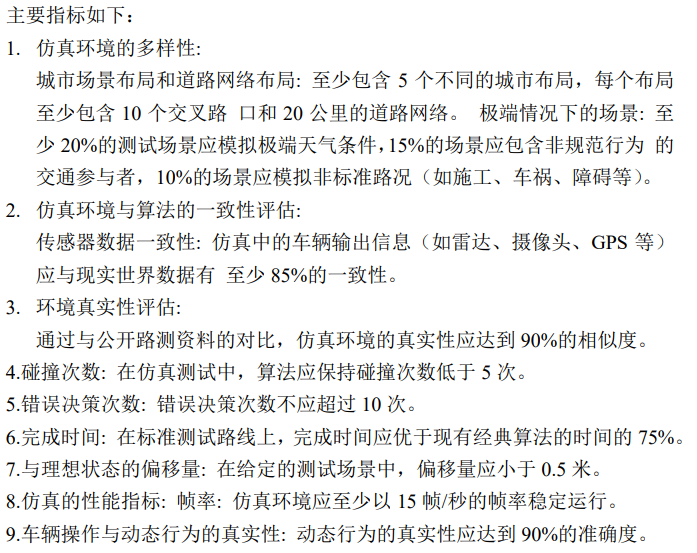 主要指标如下:
1. 仿真环境的多样性:
城市场景布局和道路网络布局: 至少包含 5 个不同的城市布局，每个布局
至少包含 10 个交叉路 口和 20 公里的道路网络。 极端情况下的场景: 至
少 20%的测试场景应模拟极端天气条件，15%的场景应包含非规范行为 的
交通参与者，10%的场景应模拟非标准路况（如施工、车祸、障碍等）。
2. 仿真环境与算法的一致性评估:
传感器数据一致性: 仿真中的车辆输出信息（如雷达、摄像头、GPS 等）
应与现实世界数据有 至少 85%的一致性。
3. 环境真实性评估:
通过与公开路测资料的对比，仿真环境的真实性应达到 90%的相似度。
4.碰撞次数: 在仿真测试中，算法应保持碰撞次数低于 5 次。
5.错误决策次数: 错误决策次数不应超过 10 次。
6.完成时间: 在标准测试路线上，完成时间应优于现有经典算法的时间的 75%。
7.与理想状态的偏移量: 在给定的测试场景中，偏移量应小于 0.5 米。
8.仿真的性能指标: 帧率: 仿真环境应至少以 15 帧/秒的帧率稳定运行。
9.车辆操作与动态行为的真实性: 动态行为的真实性应达到 90%的准确度。